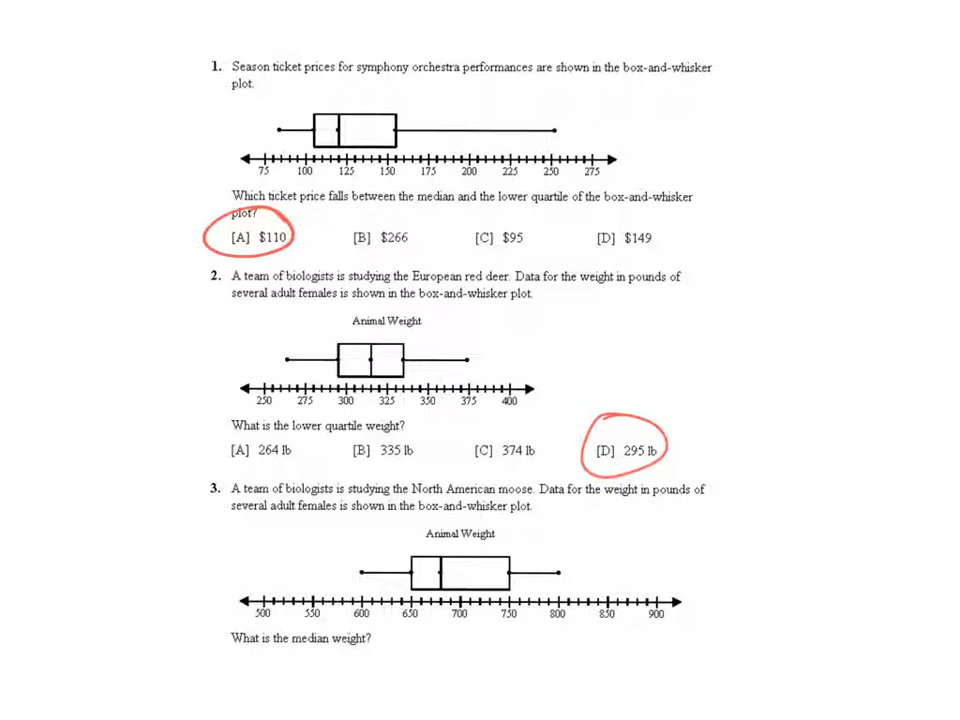 1. Season ticket prices for symphony orchestra performances are shown in the box-and-whisker
plot.
75 100 125 150 175 200 225 250 275
Which ticket price falls between the median and the lower quartile of the box-and-whisker
plot?
[A] $110 [B] $266 [C] $95 [D] $149
2. A team of biologists is studying the European red deer. Data for the weight in pounds of
several adult females is shown in the box-and-whisker plot.
Animal Weight
250 275 300 325 350 375 400
What is the lower quartile weight?
[A] 264 lb [B] 335 lb [C] 374 lb [D] 295 lb
3. A team of biologists is studying the North American moose. Data for the weight in pounds of
several adult females is shown in the box-and-whisker plot.
Animal Weight
500 550 600 650 700 750 800 850 900
What is the median weight?